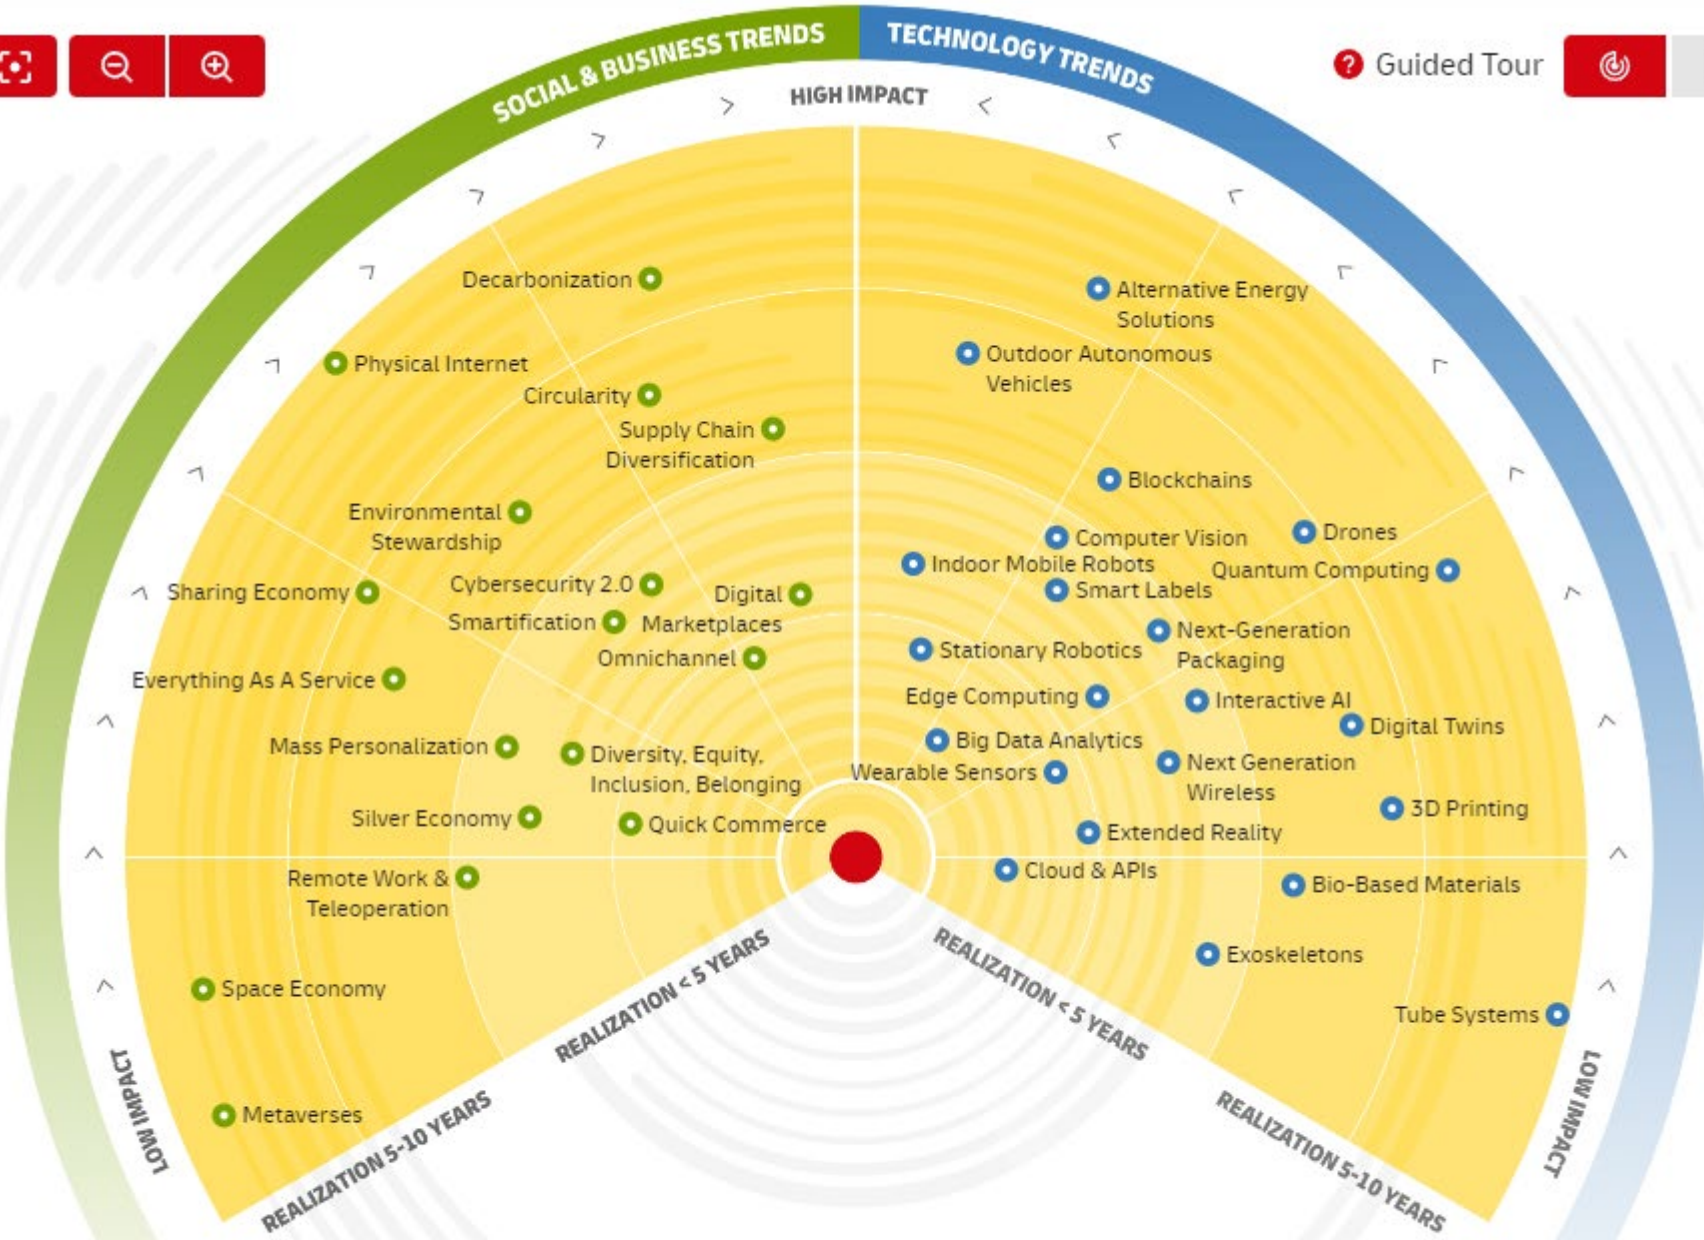 SOCIAL & BUSINESS TRENDS
TECHNOLOGY TRENDS
? Guided Tour
HIGH IMPACT
Decarbonization
Alternative Energy
Solutions
Physical Internet
Outdoor Autonomous
Vehicles
Circularity
Supply Chain
Diversification
Blockchains
Environmental
Stewardship
Computer Vision
Drones
Indoor Mobile Robots
Quantum Computing
Sharing Economy
Cybersecurity 2.0
Digital
Marketplaces
Smart Labels
Smartification
Next-Generation
Packaging
Omnichannel
Stationary Robotics
Everything As A Service
Edge Computing
Interactive AI
Digital Twins
Mass Personalization
Diversity, Equity,
Inclusion, Belonging
Big Data Analytics
Wearable Sensors
Next Generation
Wireless
Silver Economy
Quick Commerce
3D Printing
Extended Reality
Remote Work &
Teleoperation
Cloud & APIs
Bio-Based Materials
Exoskeletons
Space Economy
Tube Systems
Metaverses
REALIZATION < 5 YEARS
REALIZATION < 5 YEARS
LOW IMPACT
LOW IMPACT
REALIZATION 5-10 YEARS
REALIZATION 5-10 YEARS